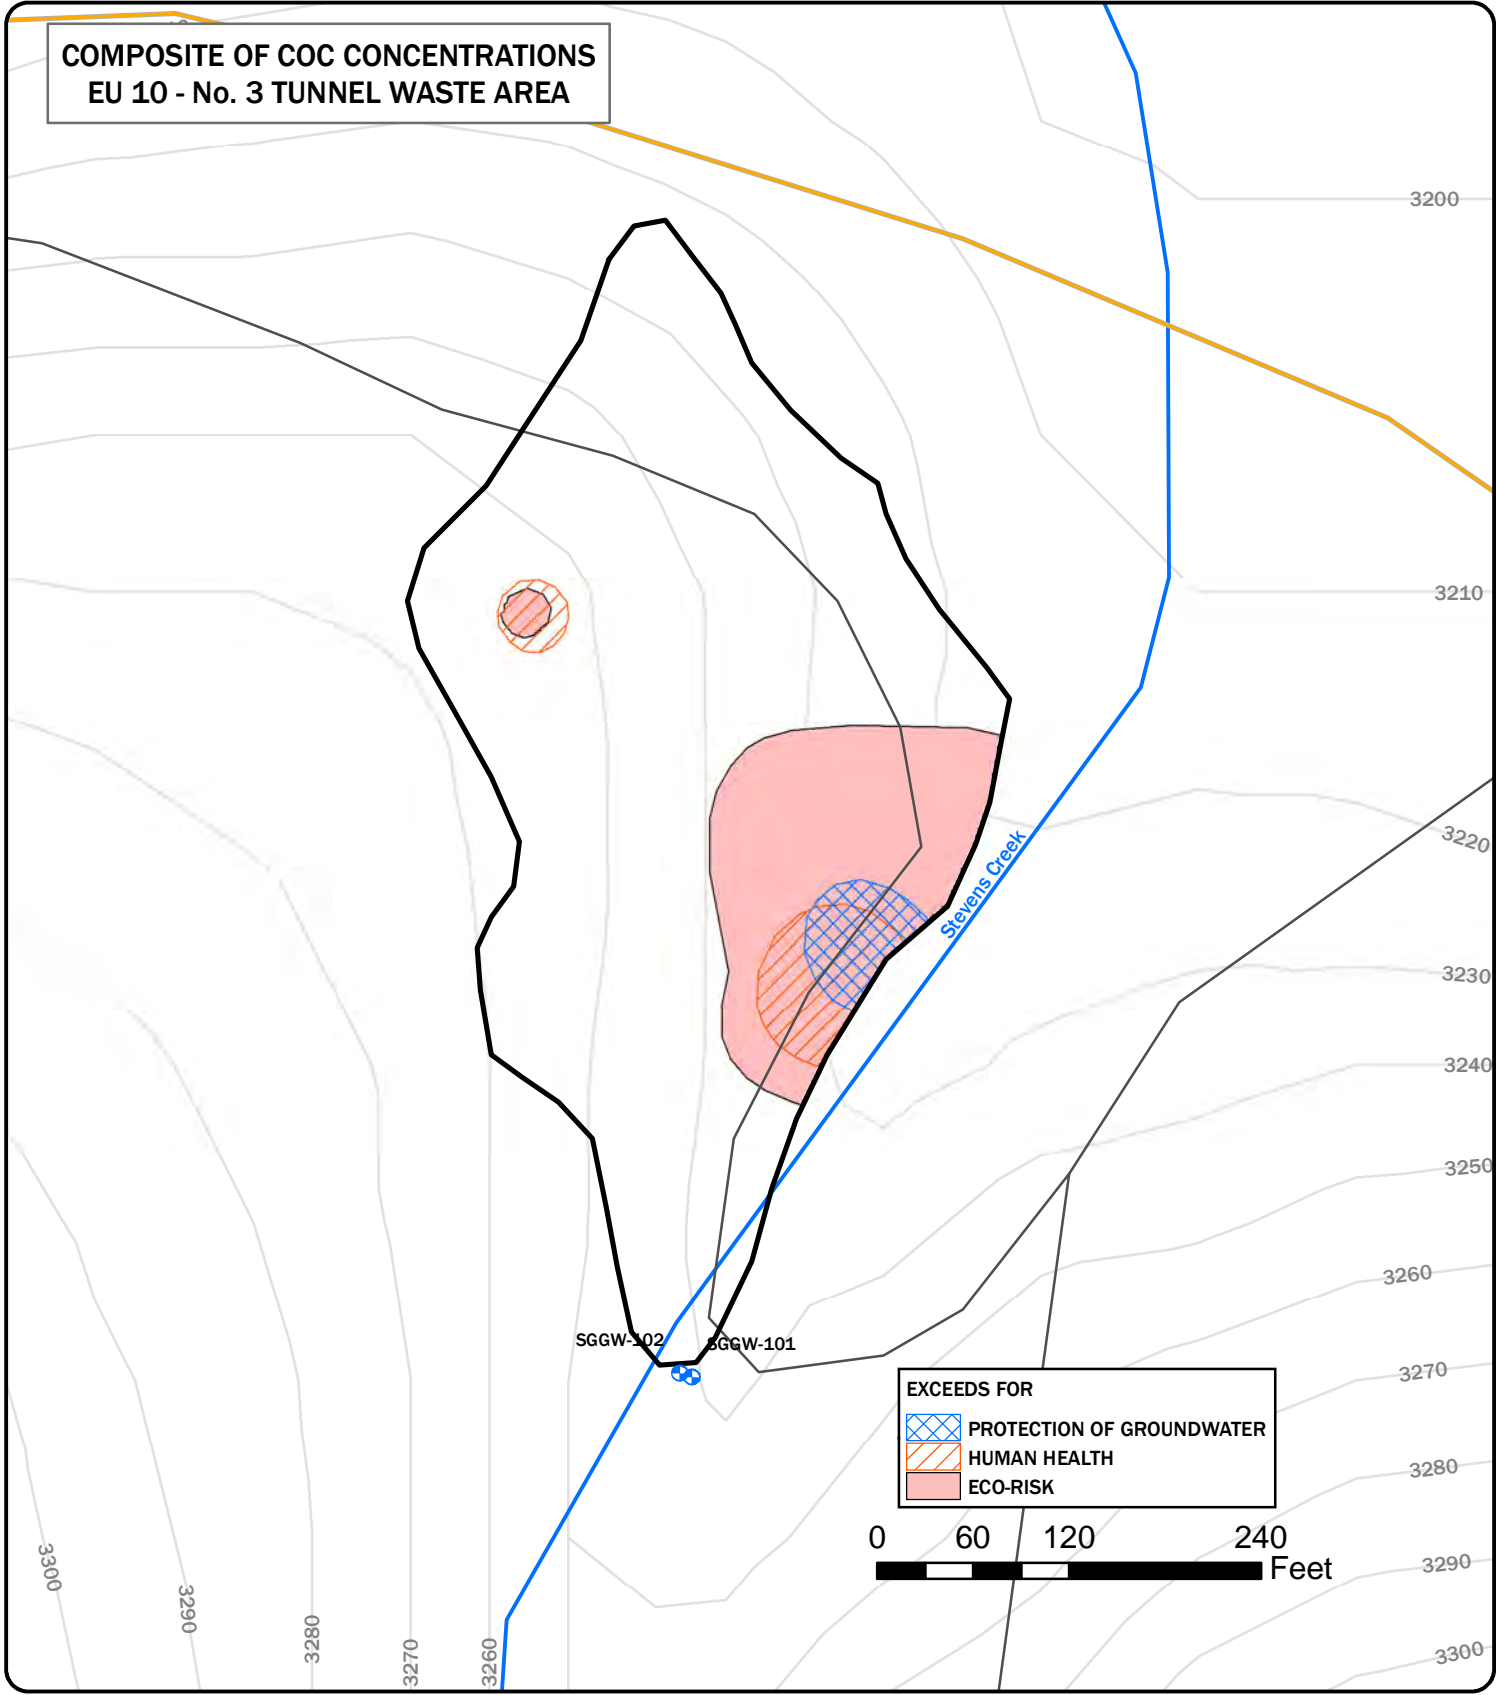 COMPOSITE OF COC CONCENTRATIONS
EU 10 - No. 3 TUNNEL WASTE AREA
3200
3210
3220
Stevens Creek
3230
3240
3250
3260
SGGW-102
SGGW-101
3270
EXCEEDS FOR
PROTECTION OF GROUNDWATER
HUMAN HEALTH
ECO-RISK
3280
0 60 120 240
Feet
3290
3300
3300
3290
3280
3270
3260